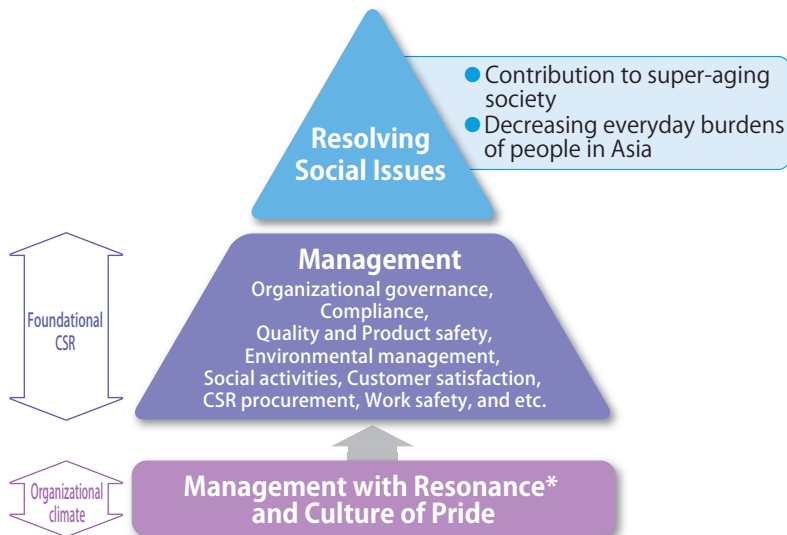 Resolving
Social Issues
● Contribution to super-aging
society
● Decreasing everyday burdens
of people in Asia
Foundational
CSR
Management
Organizational governance,
Compliance,
Quality and Product safety,
Environmental management,
Social activities, Customer satisfaction,
CSR procurement, Work safety, and etc.
Organizational
climate
Management with Resonance*
and Culture of Pride